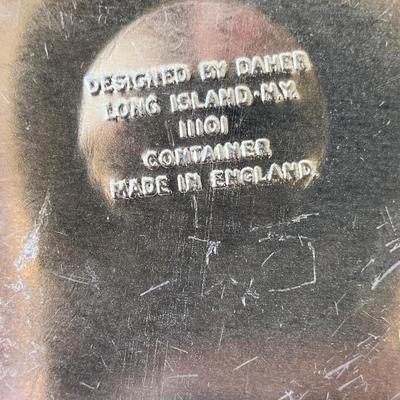 DESIGNED BY DAHER
LONG ISLAND·N.Y.
11101
CONTAINER
MADE IN ENGLAND.